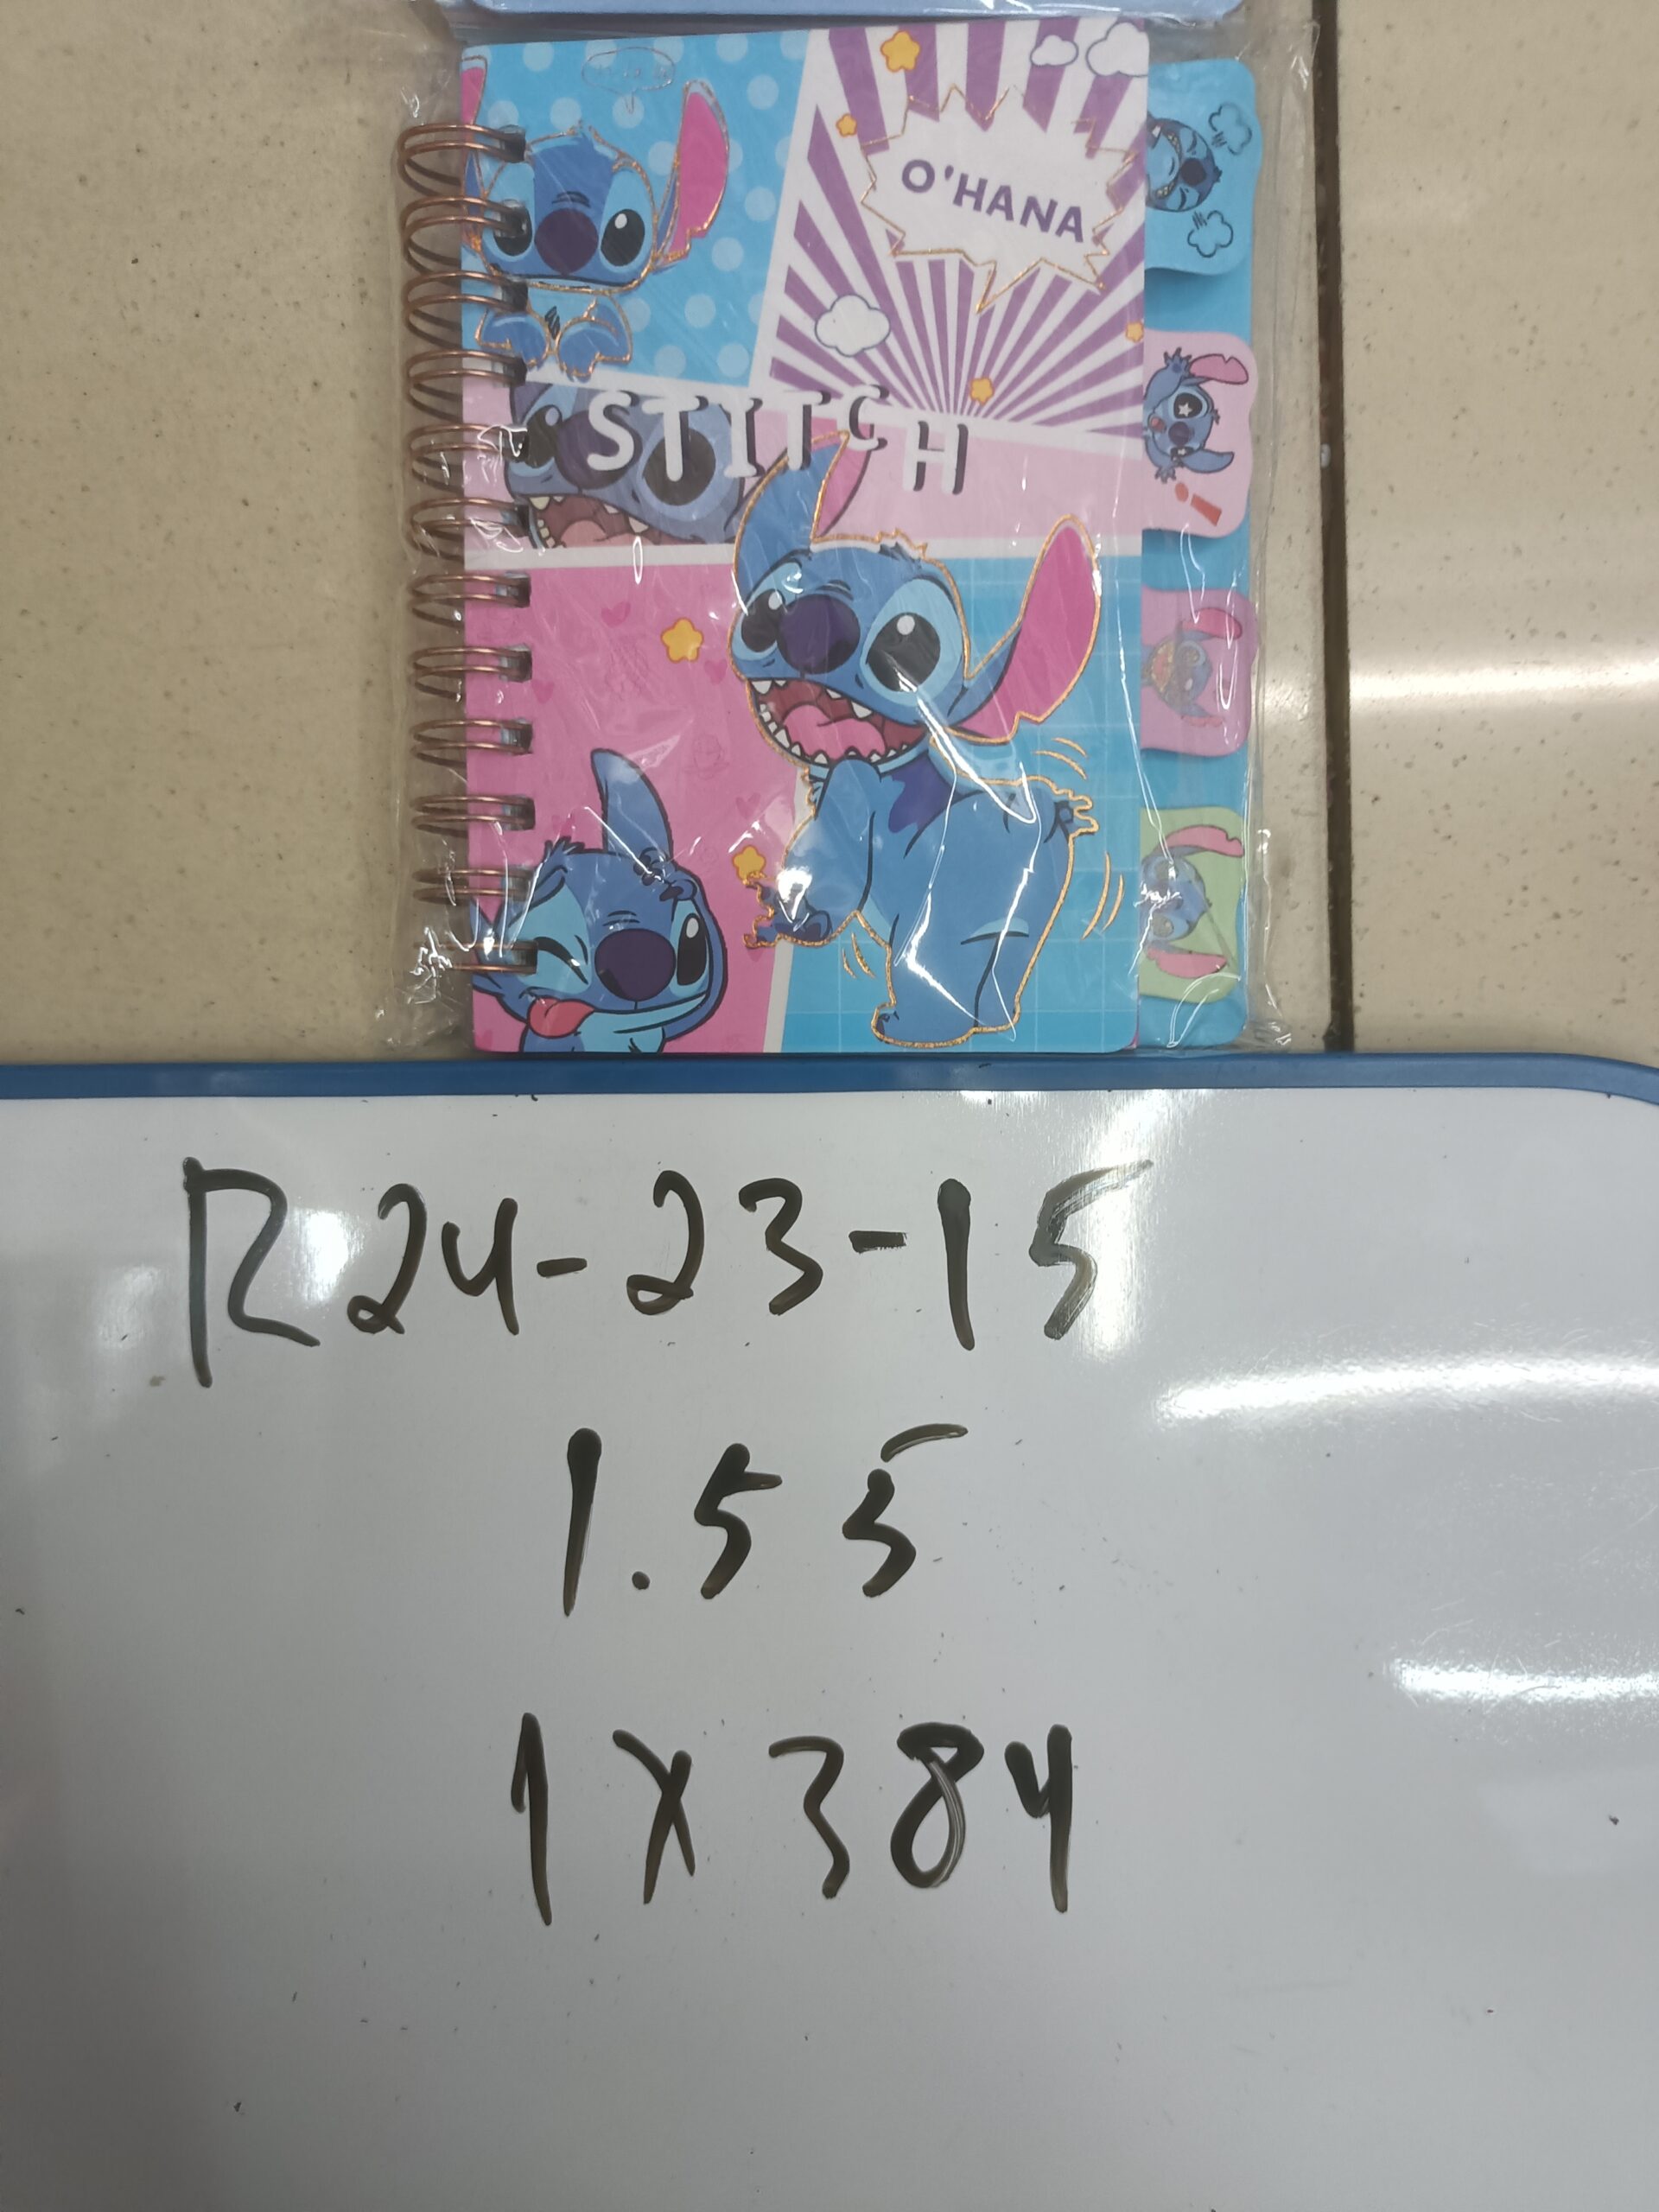 O'HANA
STITCH
R24-23-15
1.55
1X384